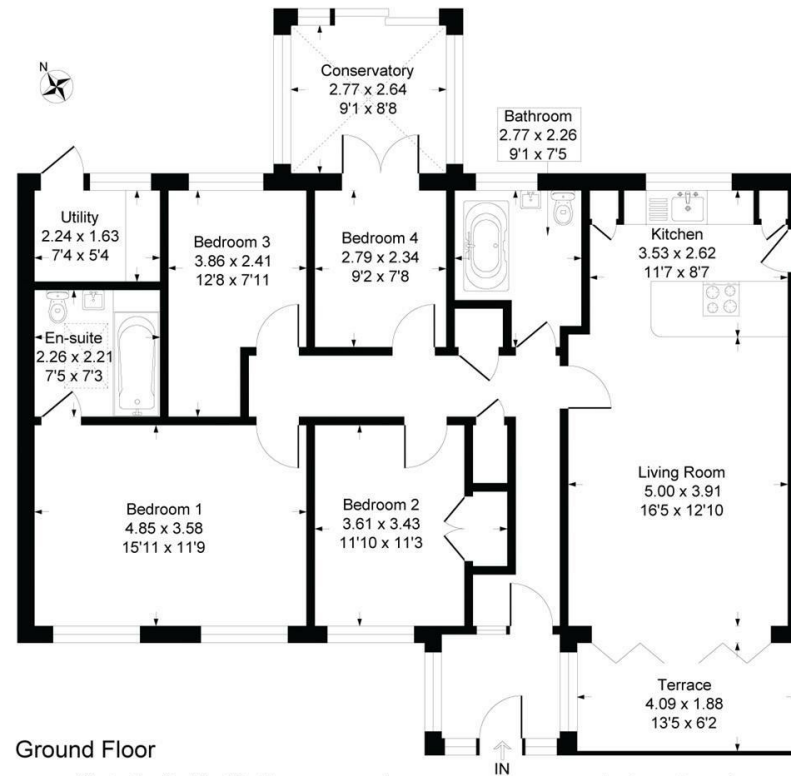 N
Conservatory
2.77 x 2.64
9'1 x 8'8
Bathroom
2.77 x 2.26
9'1 x 7'5
Utility
2.24 x 1.63
7'4 x 5'4
Bedroom 3
3.86 x 2.41
12'8 x 7'11
Bedroom 4
2.79 x 2.34
9'2 x 7'8
Kitchen
3.53 x 2.62
11'7 x 8'7
En-suite
2.26 x 2.21
7'5 x 7'3
Living Room
5.00 x 3.91
16'5 x 12'10
Bedroom 1
4.85 x 3.58
15'11 x 11'9
Bedroom 2
3.61 x 3.43
11'10 x 11'3
Terrace
4.09 x 1.88
13'5 x 6'2
Ground Floor
IN